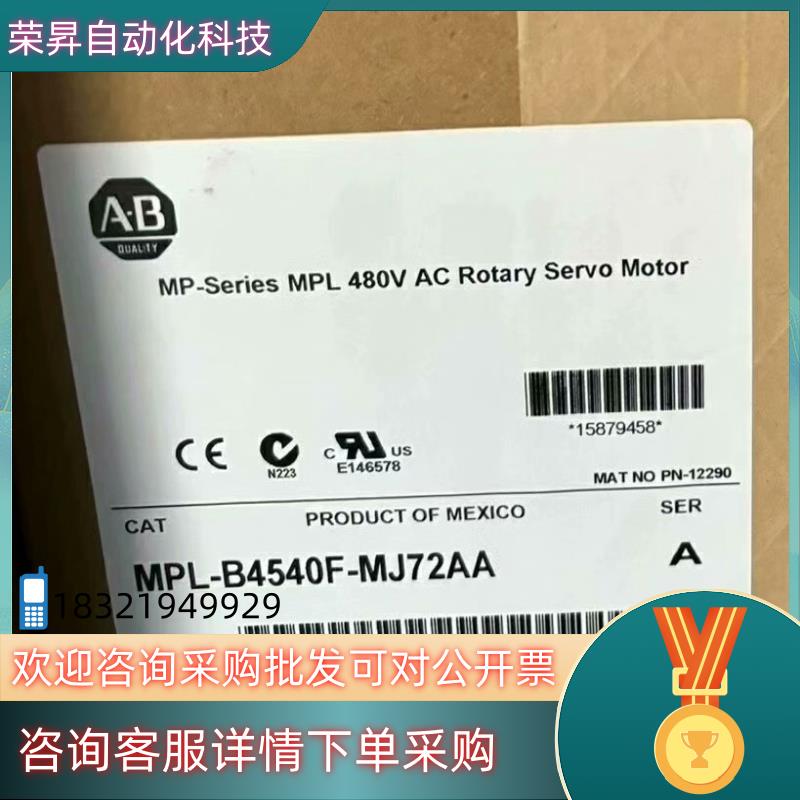 荣昇自动化科技
A-B
QUALITY
MP-Series MPL 480V AC Rotary Servo Motor
*15879458*
CE
N223
C
US
E146578
MAT NO PN-12290
CAT
PRODUCT OF MEXICO
SER
MPL-B4540F-MJ72AA
A
18321949929
欢迎咨询采购批发可对公开票
咨询客服详情下单采购